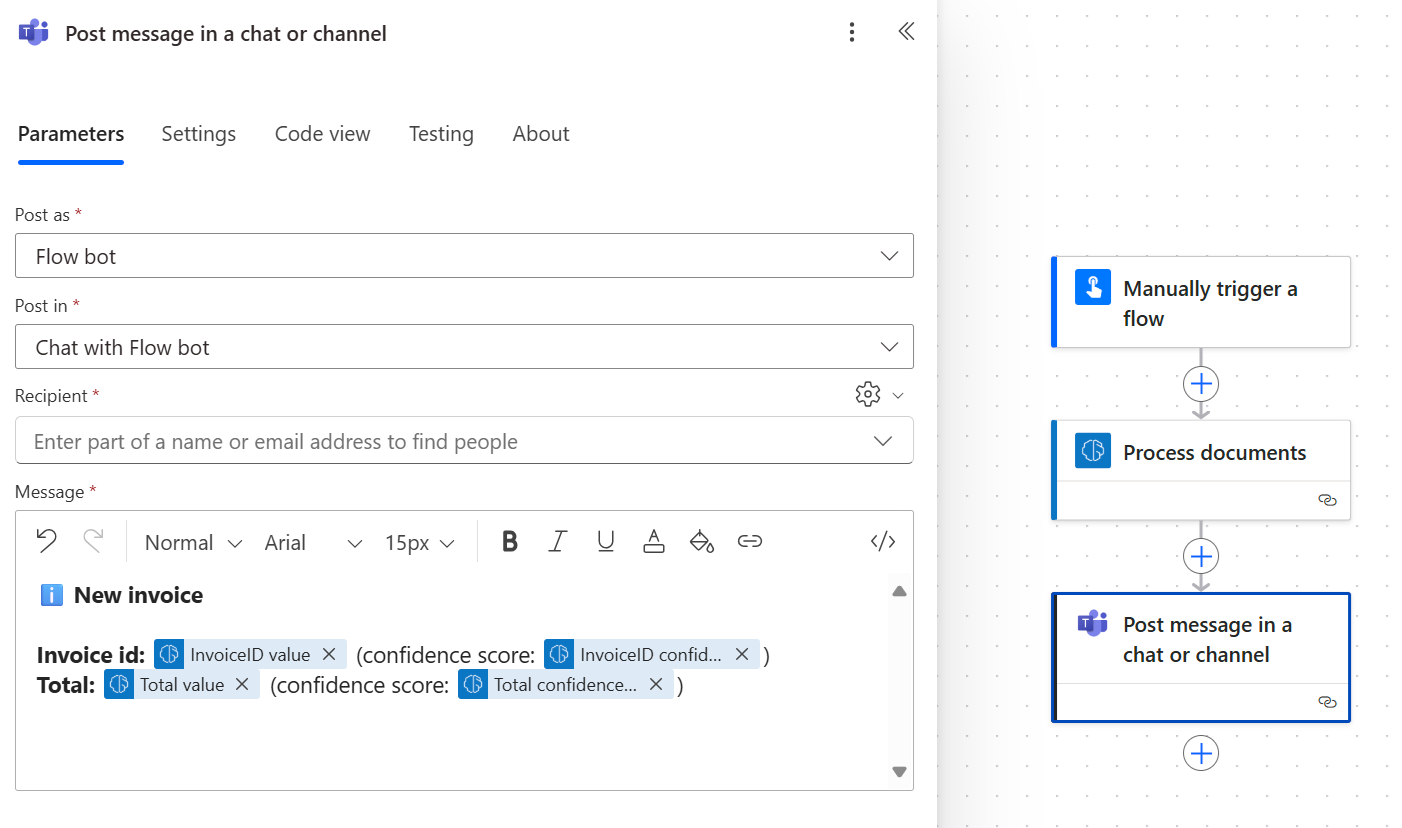 Post message in a chat or channel
Parameters Settings Code view Testing About
Post as *
Flow bot
Post in *
Chat with Flow bot
Recipient *
Enter part of a name or email address to find people
Message *
Normal Arial 15px B I U A </>
i New invoice
Invoice id: InvoiceID value × (confidence score: InvoiceID confid... × )
Total: Total value × (confidence score: Total confidence... × )
Manually trigger a
flow
Process documents
Post message in a
chat or channel